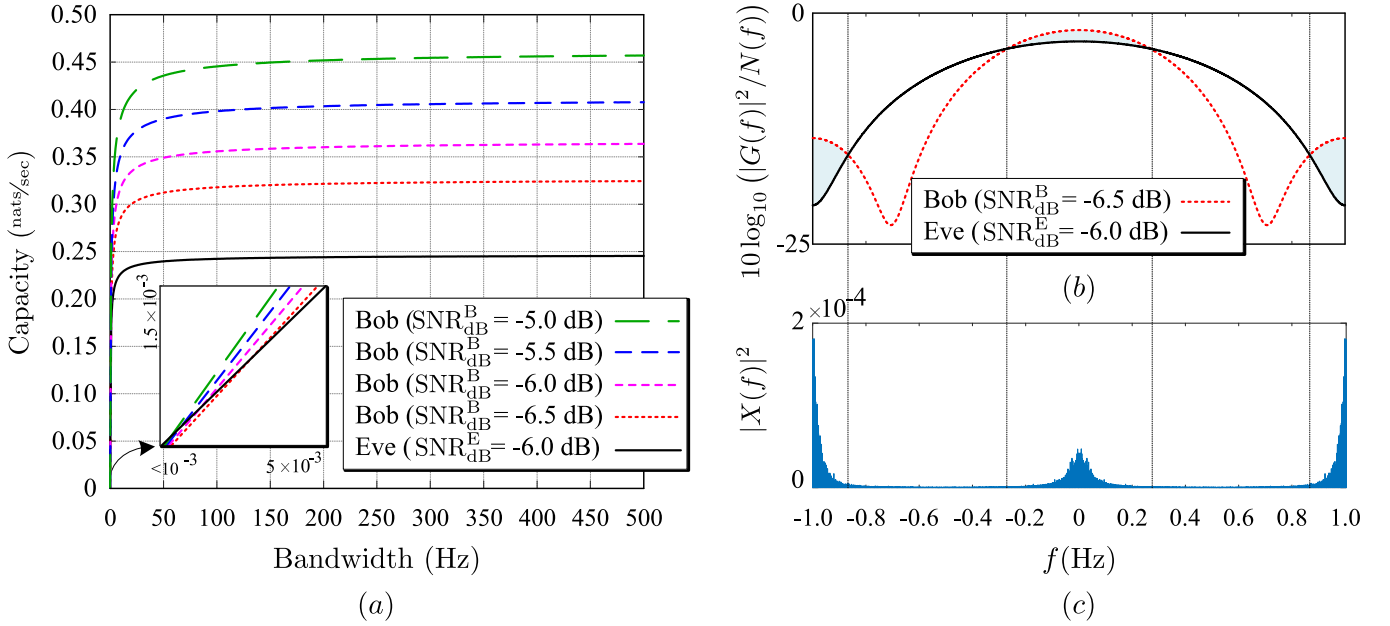 Capacity (nats/sec)
0.50
0.45
0.40
0.35
0.30
0.25
0.20
0.15
0.10
0.05
0
1.5 ×10⁻³
<10⁻³
5 ×10⁻³
Bob (SNR^B_dB = -5.0 dB)
Bob (SNR^B_dB = -5.5 dB)
Bob (SNR^B_dB = -6.0 dB)
Bob (SNR^B_dB = -6.5 dB)
Eve (SNR^E_dB = -6.0 dB)
0 50 100 150 200 250 300 350 400 450 500
Bandwidth (Hz)
(a)
10 log₁₀ (|G(f)|²/N(f))
0
-25
Bob (SNR^B_dB = -6.5 dB)
Eve (SNR^E_dB = -6.0 dB)
(b)
|X(f)|²
×10⁻⁴
2
0
-1.0 -0.8 -0.6 -0.4 -0.2 0 0.2 0.4 0.6 0.8 1.0
f(Hz)
(c)